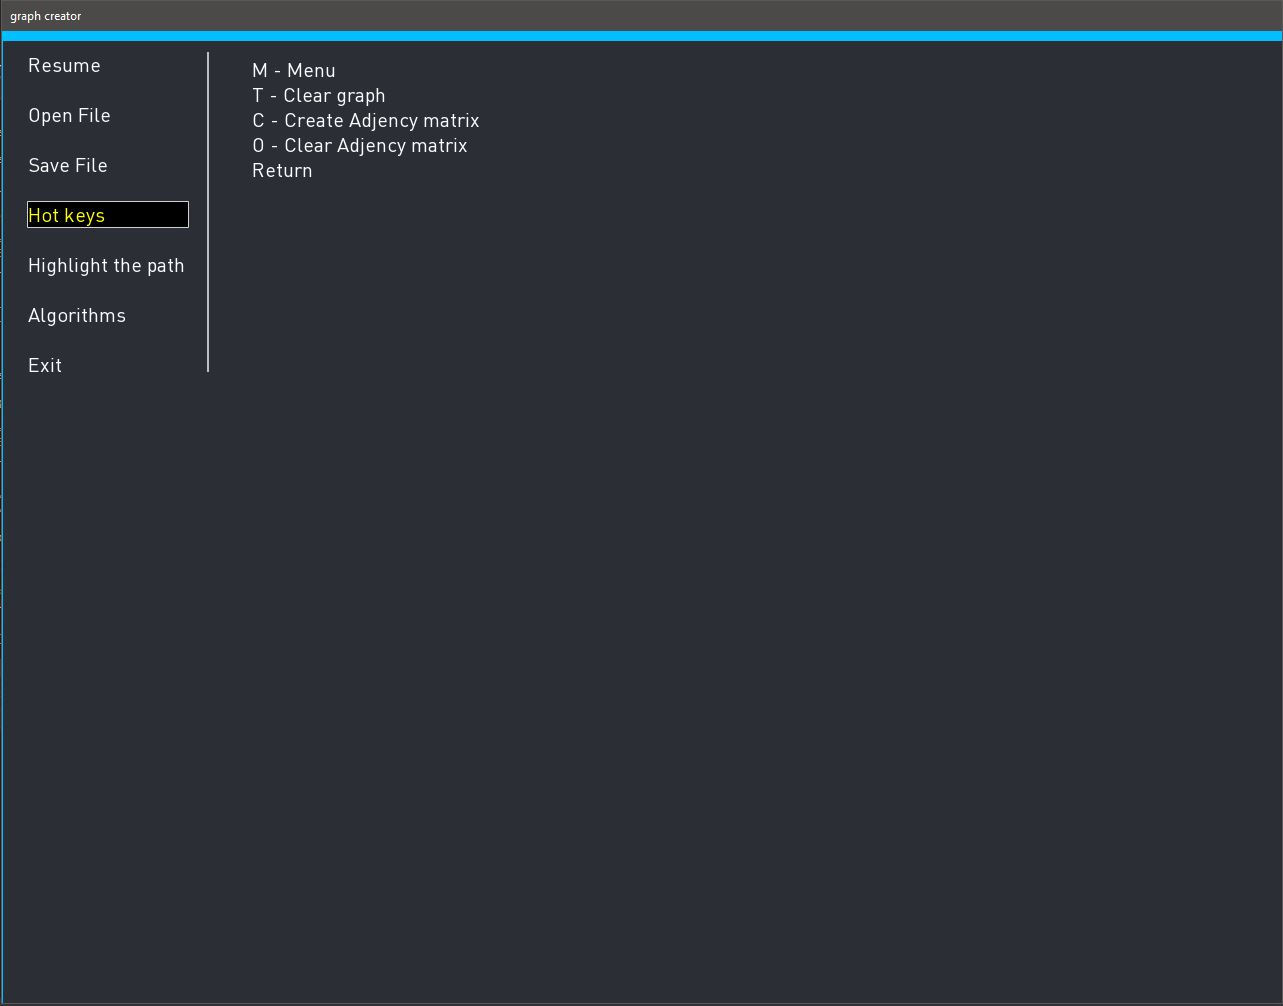 graph creator
Resume
Open File
Save File
Hot keys
Highlight the path
Algorithms
Exit
M - Menu
T - Clear graph
C - Create Adjency matrix
O - Clear Adjency matrix
Return